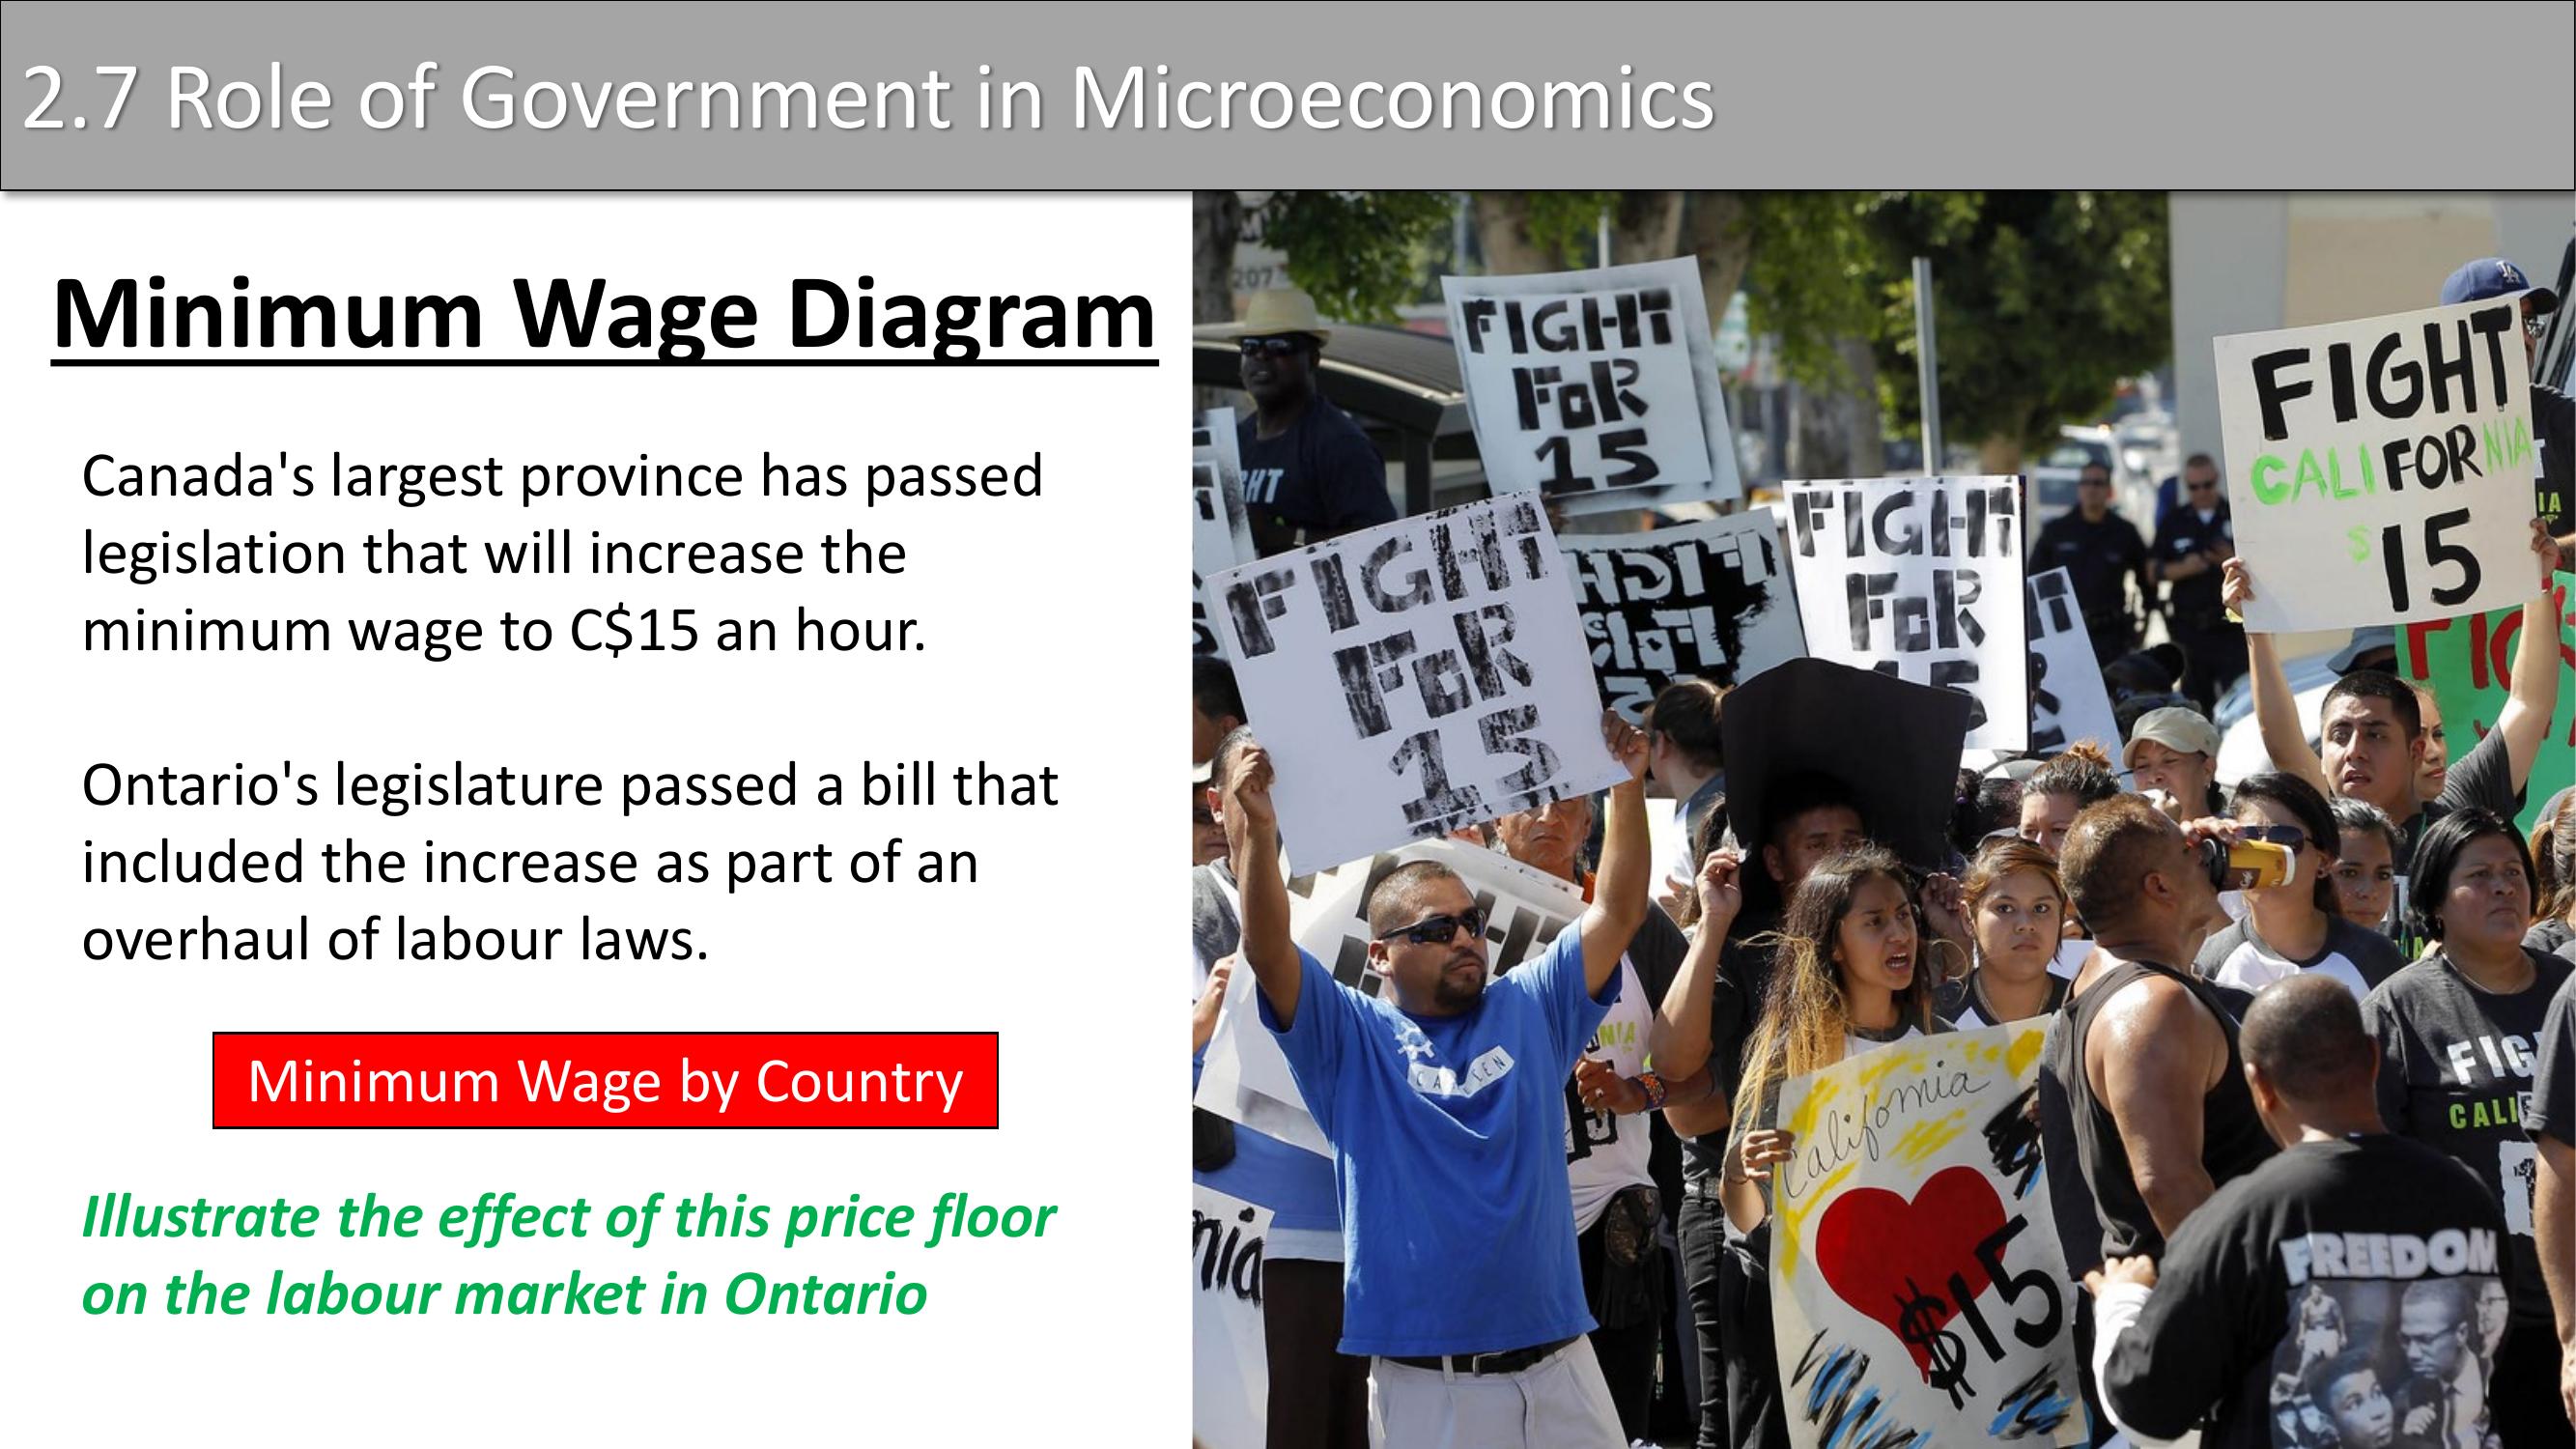 2.7 Role of Government in Microeconomics
Minimum Wage Diagram
Canada's largest province has passed
legislation that will increase the
minimum wage to C$15 an hour.
Ontario's legislature passed a bill that
included the increase as part of an
overhaul of labour laws.
Minimum Wage by Country
Illustrate the effect of this price floor
on the labour market in Ontario
207
FIGHT
FOR
15
FIGHT
CALIFORNIA
$15
FIGHT
FOR
15
FIGHT
FOR
15
FIGHT
FOR
California
$15
FREEDOM